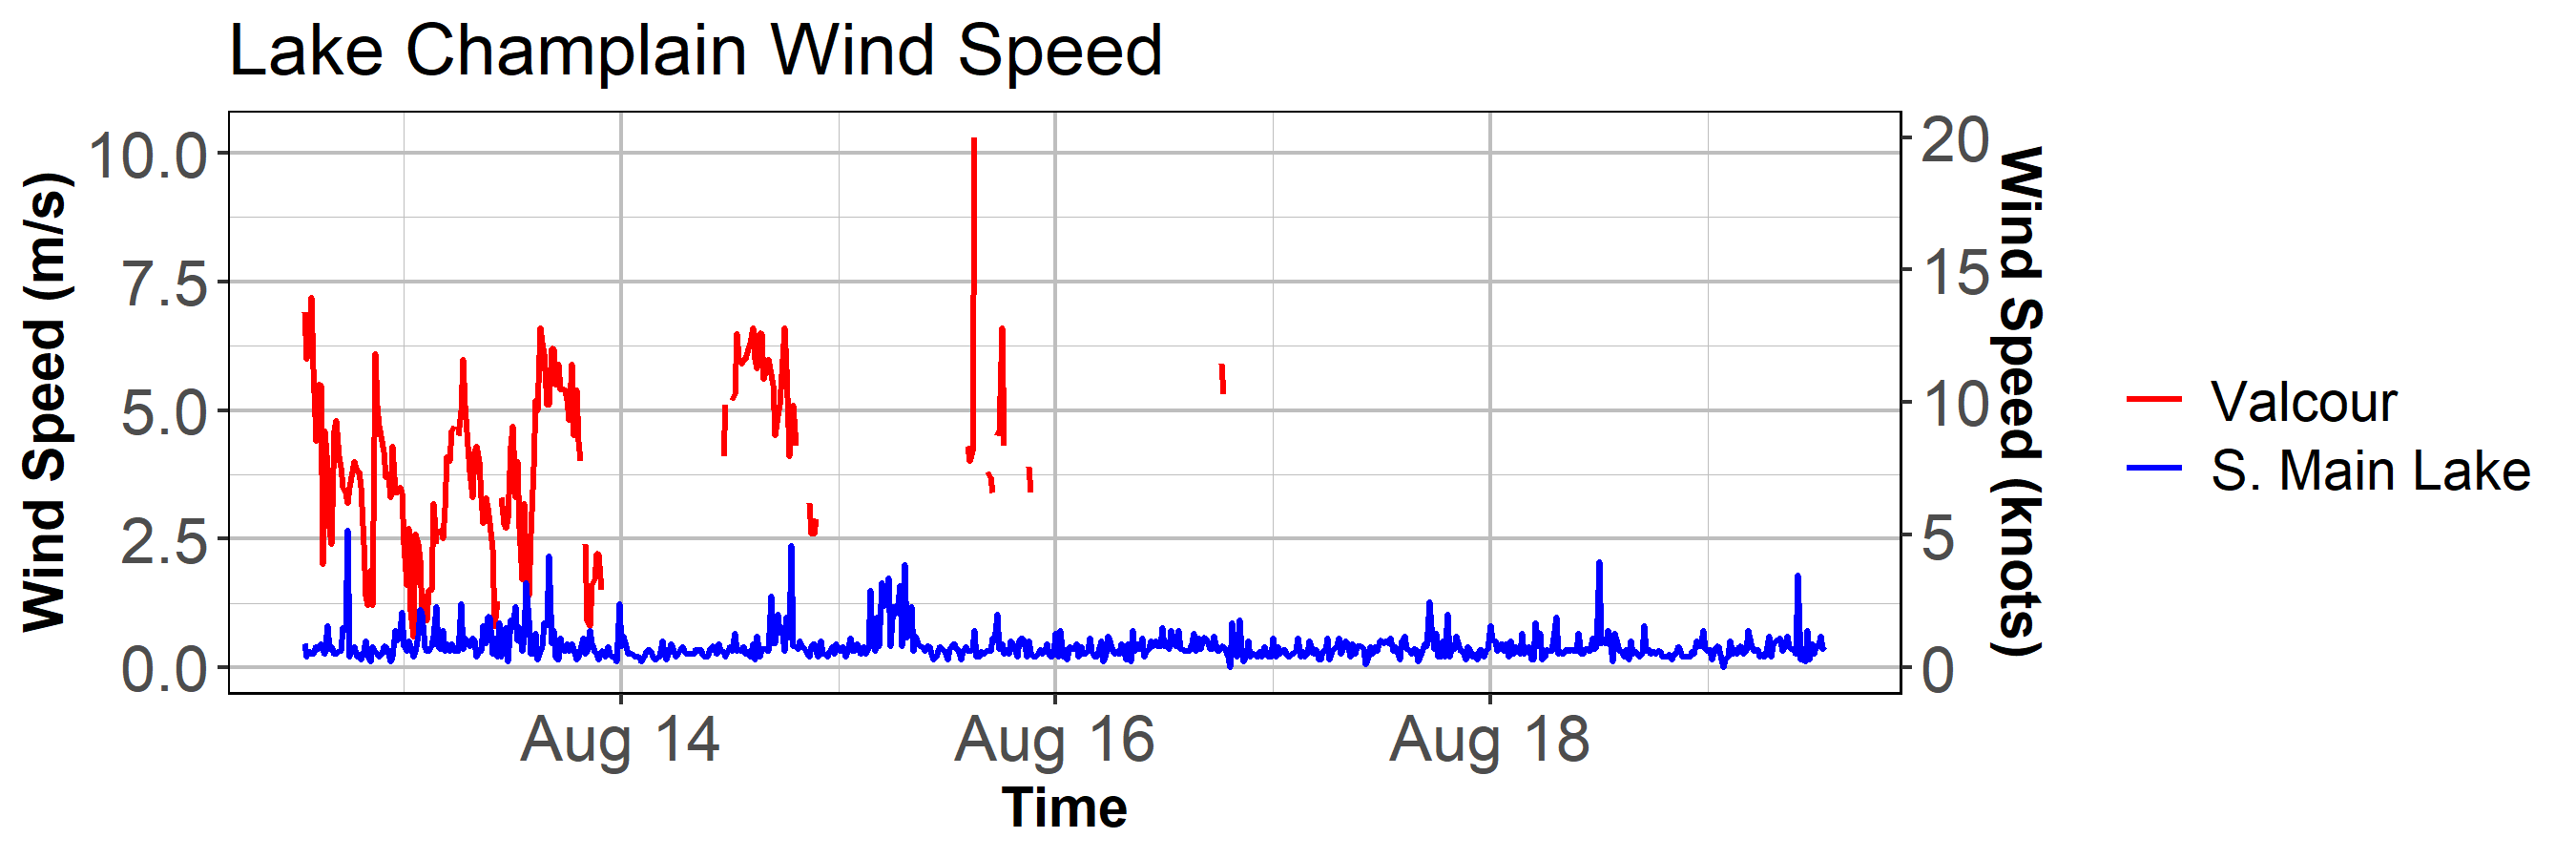 Lake Champlain Wind Speed
Wind Speed (m/s)
10.0
7.5
5.0
2.5
0.0
20
15
10
5
0
Wind Speed (knots)
Aug 14
Aug 16
Aug 18
Time
Valcour
S. Main Lake